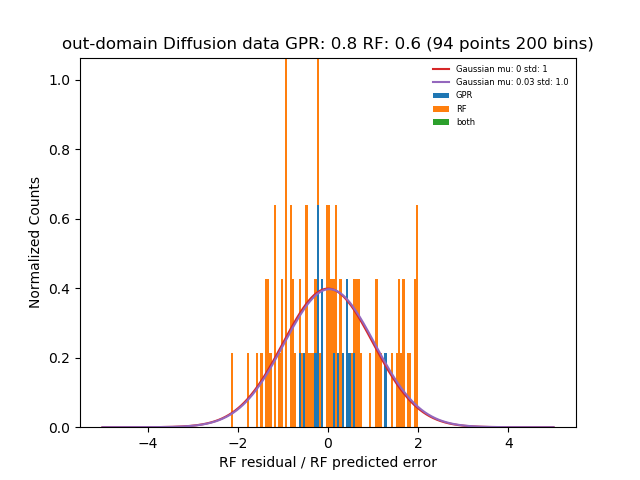 out-domain Diffusion data GPR: 0.8 RF: 0.6 (94 points 200 bins)
Gaussian mu: 0 std: 1
Gaussian mu: 0.03 std: 1.0
GPR
RF
both
Normalized Counts
1.0
0.8
0.6
0.4
0.2
0.0
−4
−2
0
2
4
RF residual / RF predicted error